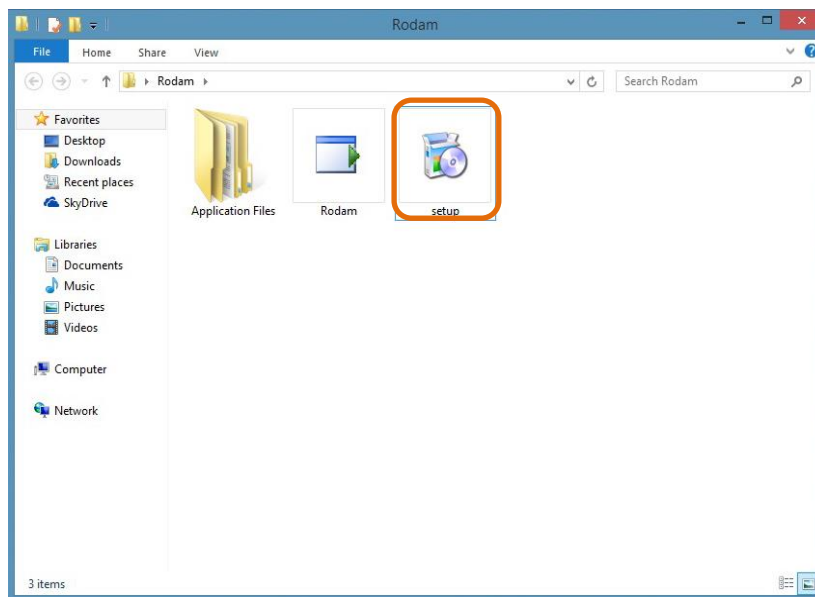 Rodam
File Home Share View
Rodam
Search Rodam
Favorites
Desktop
Downloads
Recent places
SkyDrive
Libraries
Documents
Music
Pictures
Videos
Computer
Network
Application Files
Rodam
setup
3 items